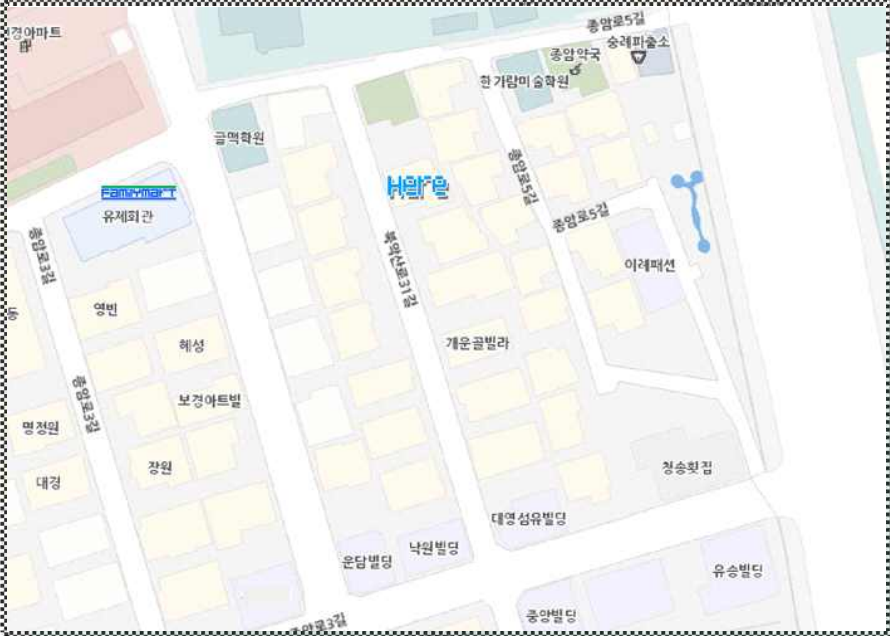 종암로5길
경아파트
종암약국
숭례파출소
한가람미술학원
글맥학원
Here
종암로5길
FamilyMart
유제회관
종암로5길
종암로3길
북악산로31길
이레패션
영빈
혜성
개운골빌라
종암로3길
보경아트빌
명정원
장원
청송횟집
대경
대영섬유빌딩
낙원빌딩
운담빌딩
유승빌딩
중앙빌딩
종암로3길